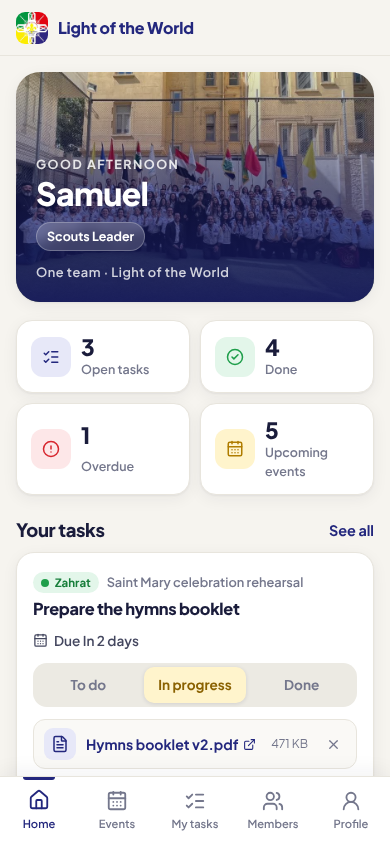 Light of the World
GOOD AFTERNOON
Samuel
Scouts Leader
One team · Light of the World
3
Open tasks
4
Done
1
Overdue
5
Upcoming
events
Your tasks
See all
Zahrat
Saint Mary celebration rehearsal
Prepare the hymns booklet
Due In 2 days
To do
In progress
Done
Hymns booklet v2.pdf
471 KB
Home
Events
My tasks
Members
Profile